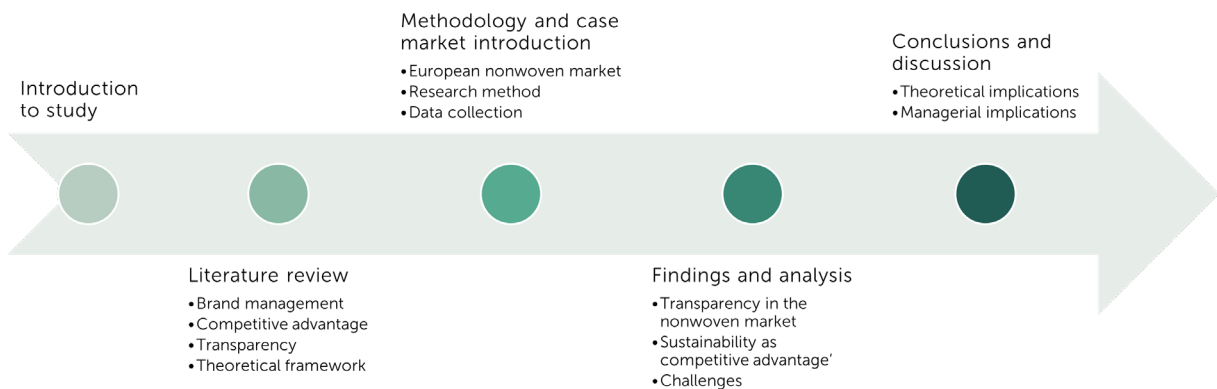 Introduction
to study
Literature review
•Brand management
•Competitive advantage
•Transparency
•Theoretical framework
Methodology and case
market introduction
•European nonwoven market
•Research method
•Data collection
Findings and analysis
•Transparency in the
nonwoven market
•Sustainability as
competitive advantage’
•Challenges
Conclusions and
discussion
•Theoretical implications
•Managerial implications